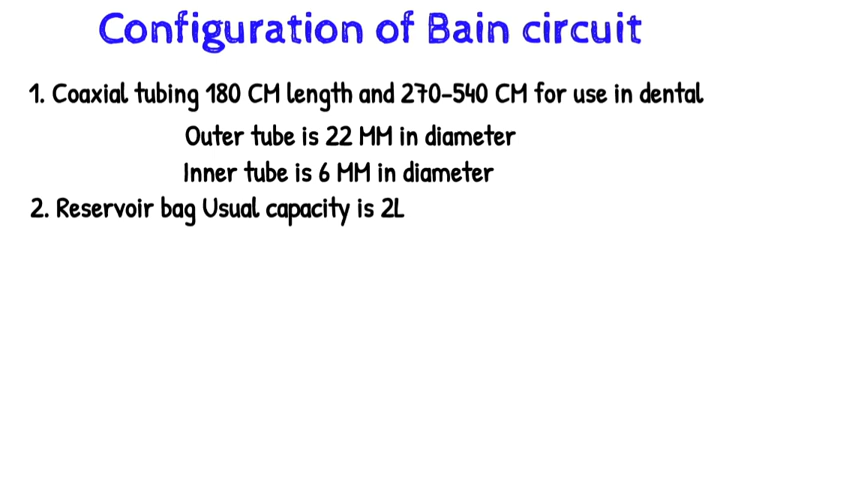 Configuration of Bain circuit
1. Coaxial tubing 180 CM length and 270-540 CM for use in dental
Outer tube is 22 MM in diameter
Inner tube is 6 MM in diameter
2. Reservoir bag Usual capacity is 2L